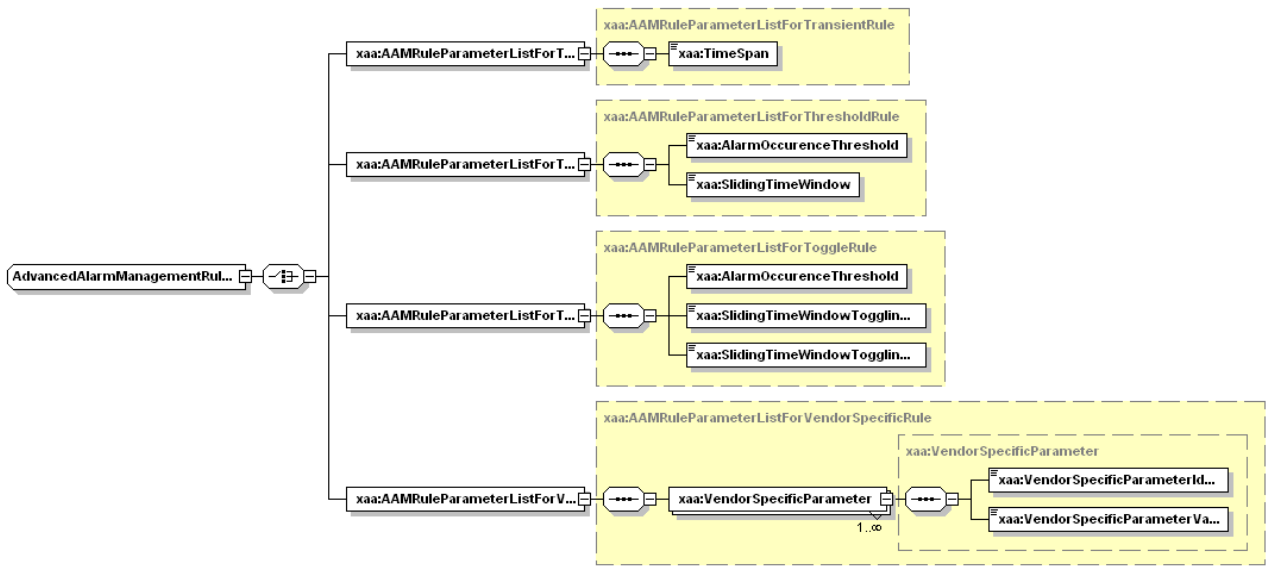 xaa:AAMRuleParameterListForTransientRule
xaa:AAMRuleParameterListForT...
xaa:TimeSpan
xaa:AAMRuleParameterListForThresholdRule
xaa:AAMRuleParameterListForT...
xaa:AlarmOccurenceThreshold
xaa:SlidingTimeWindow
AdvancedAlarmManagementRul...
xaa:AAMRuleParameterListForToggleRule
xaa:AAMRuleParameterListForT...
xaa:AlarmOccurenceThreshold
xaa:SlidingTimeWindowTogglin...
xaa:SlidingTimeWindowTogglin...
xaa:AAMRuleParameterListForVendorSpecificRule
xaa:AAMRuleParameterListForV...
xaa:VendorSpecificParameter
1..∞
xaa:VendorSpecificParameter
xaa:VendorSpecificParameterId...
xaa:VendorSpecificParameterVa...